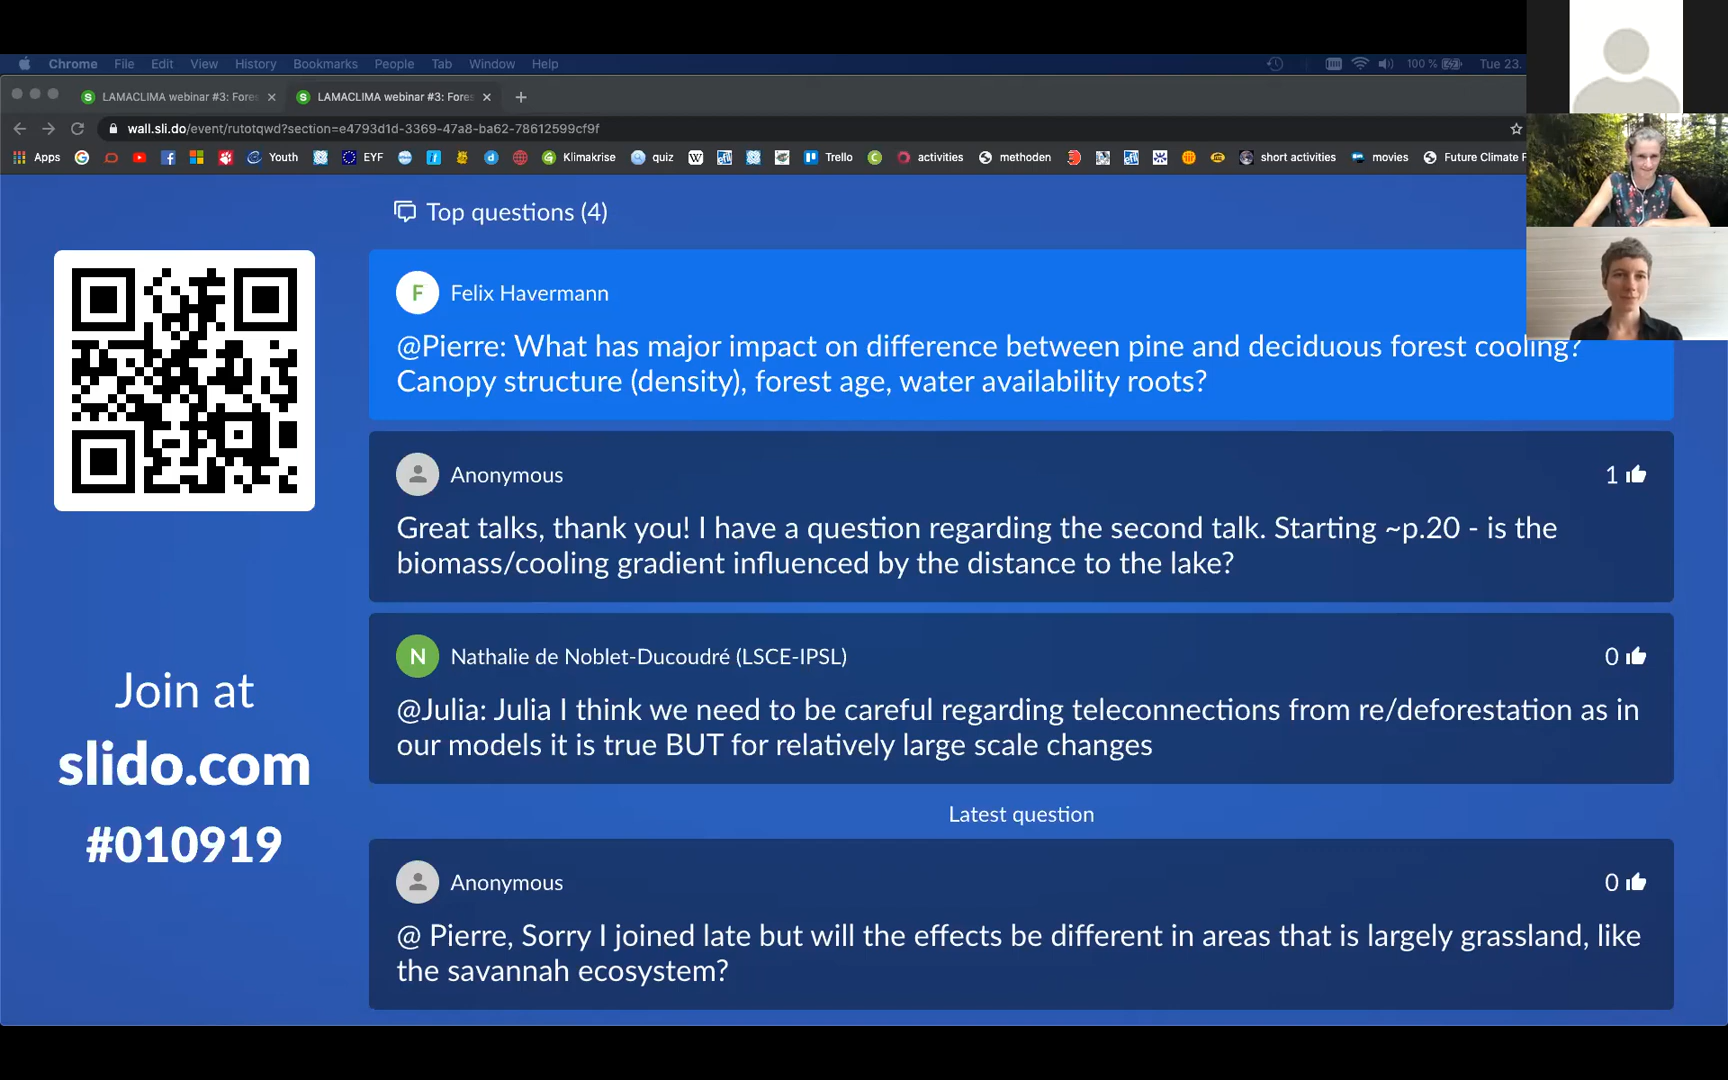 Chrome File Edit View History Bookmarks People Tab Window Help 100 % Tue 23.
LAMACLIMA webinar #3: Fores LAMACLIMA webinar #3: Fores
wall.sli.do/event/rutotqwd?section=e4793d1d-3369-47a8-ba62-78612599cf9f
Apps Youth EYF Klimakrise quiz Trello activities methoden short activities movies Future Climate F
Top questions (4)
F Felix Havermann
@Pierre: What has major impact on difference between pine and deciduous forest cooling?
Canopy structure (density), forest age, water availability roots?
Anonymous 1
Great talks, thank you! I have a question regarding the second talk. Starting ~p.20 - is the
biomass/cooling gradient influenced by the distance to the lake?
N Nathalie de Noblet-Ducoudré (LSCE-IPSL) 0
@Julia: Julia I think we need to be careful regarding teleconnections from re/deforestation as in
our models it is true BUT for relatively large scale changes
Latest question
Anonymous 0
@ Pierre, Sorry I joined late but will the effects be different in areas that is largely grassland, like
the savannah ecosystem?
Join at
slido.com
#010919